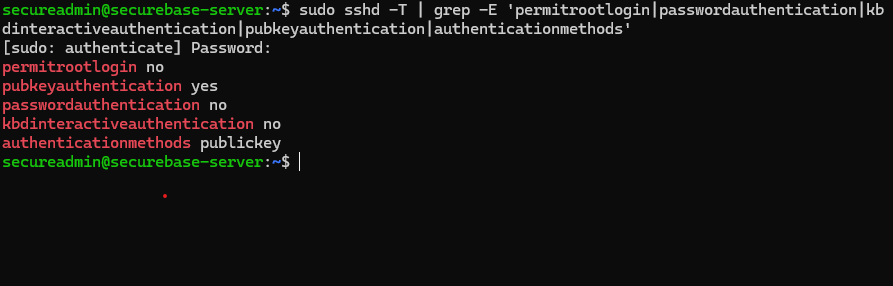 secureadmin@securebase-server:~$ sudo sshd -T | grep -E 'permitrootlogin|passwordauthentication|kb
dinteractiveauthentication|pubkeyauthentication|authenticationmethods'
[sudo: authenticate] Password:
permitrootlogin no
pubkeyauthentication yes
passwordauthentication no
kbdinteractiveauthentication no
authenticationmethods publickey
secureadmin@securebase-server:~$